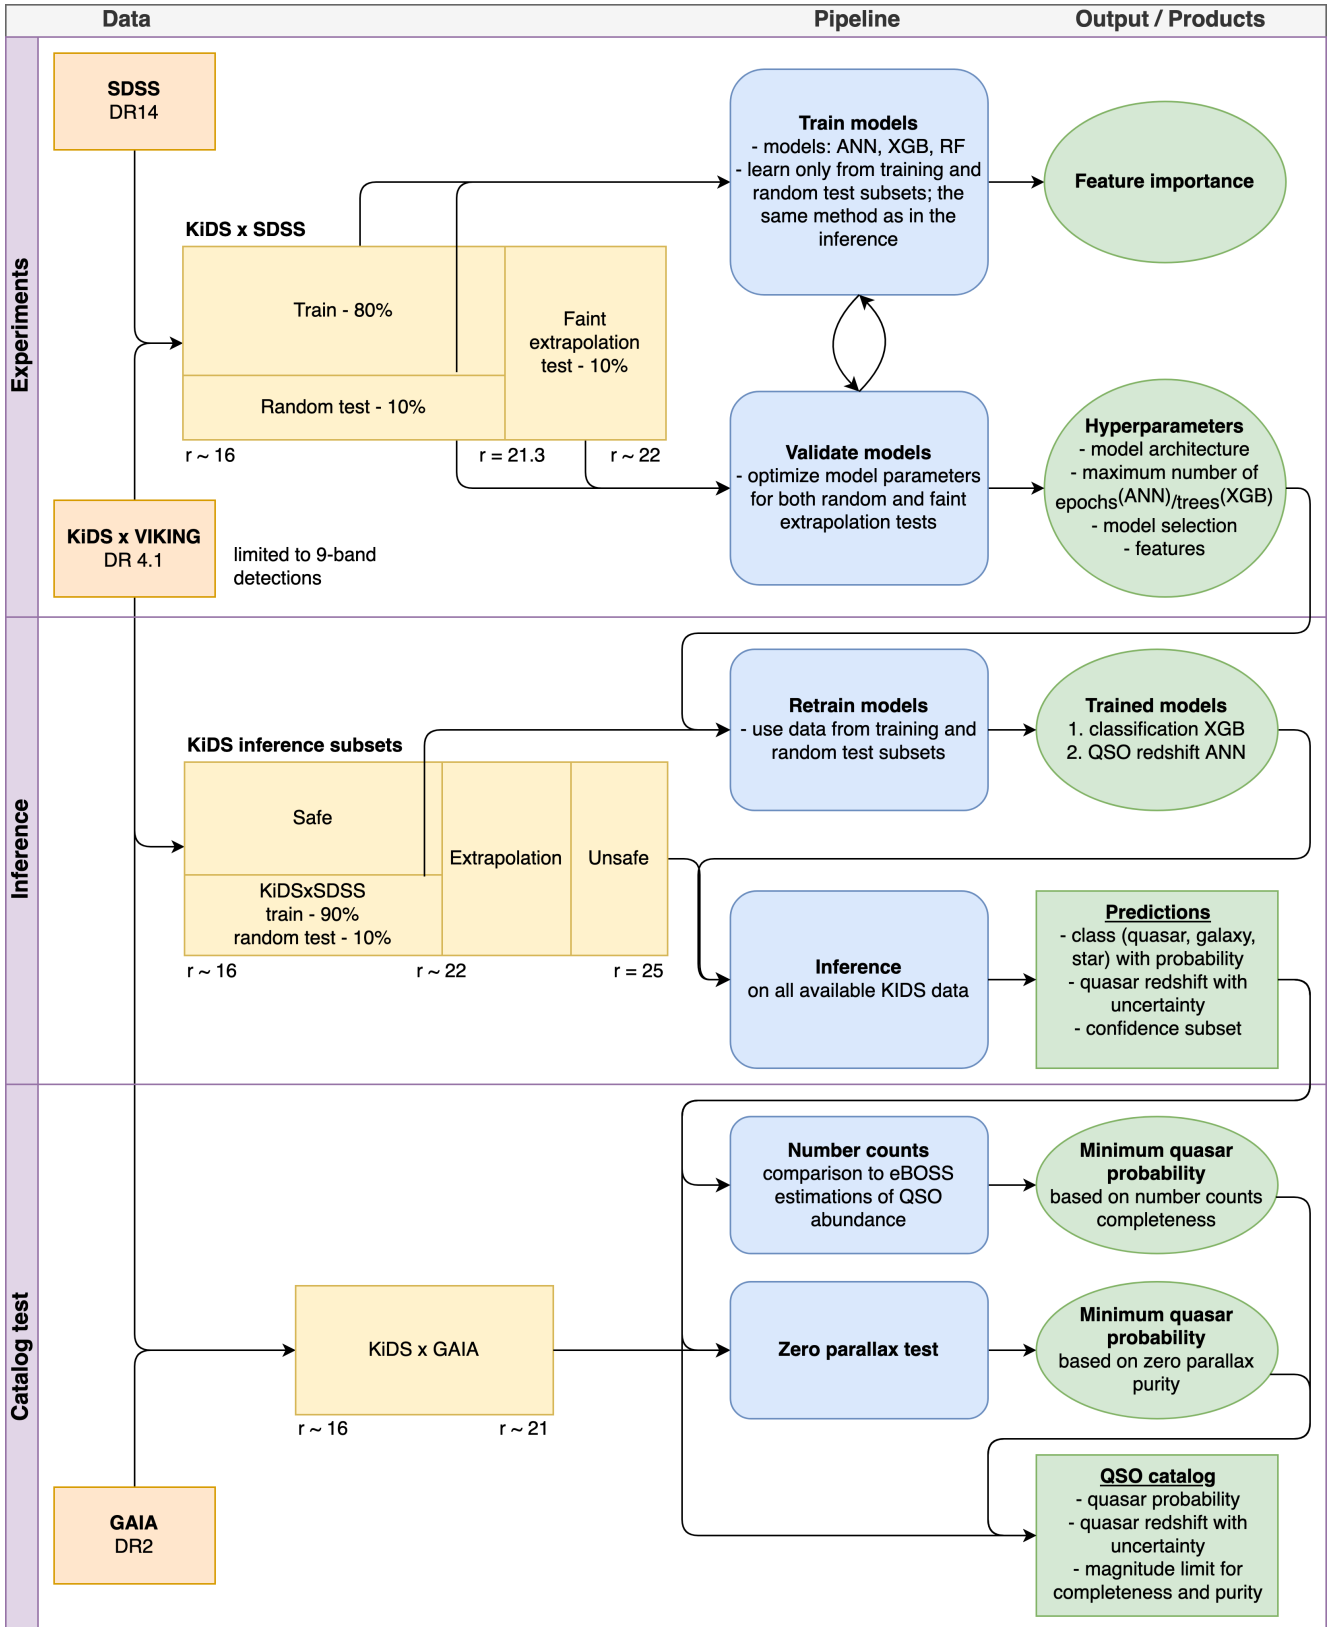 Data
Pipeline
Output / Products
Experiments
SDSS
DR14
Train models
- models: ANN, XGB, RF
- learn only from training and
random test subsets; the
same method as in the
inference
Feature importance
KiDS x SDSS
Train - 80%
Faint
extrapolation
test - 10%
Random test - 10%
r ~ 16
r = 21.3
r ~ 22
Validate models
- optimize model parameters
for both random and faint
extrapolation tests
Hyperparameters
- model architecture
- maximum number of
epochs(ANN)/trees(XGB)
- model selection
- features
KiDS x VIKING
DR 4.1
limited to 9-band
detections
Inference
Retrain models
- use data from training and
random test subsets
Trained models
1. classification XGB
2. QSO redshift ANN
KiDS inference subsets
Safe
Extrapolation
Unsafe
KiDSxSDSS
train - 90%
random test - 10%
r ~ 16
r ~ 22
r = 25
Inference
on all available KIDS data
Predictions
- class (quasar, galaxy,
star) with probability
- quasar redshift with
uncertainty
- confidence subset
Catalog test
Number counts
comparison to eBOSS
estimations of QSO
abundance
Minimum quasar
probability
based on number counts
completeness
KiDS x GAIA
r ~ 16
r ~ 21
Zero parallax test
Minimum quasar
probability
based on zero parallax
purity
GAIA
DR2
QSO catalog
- quasar probability
- quasar redshift with
uncertainty
- magnitude limit for
completeness and purity